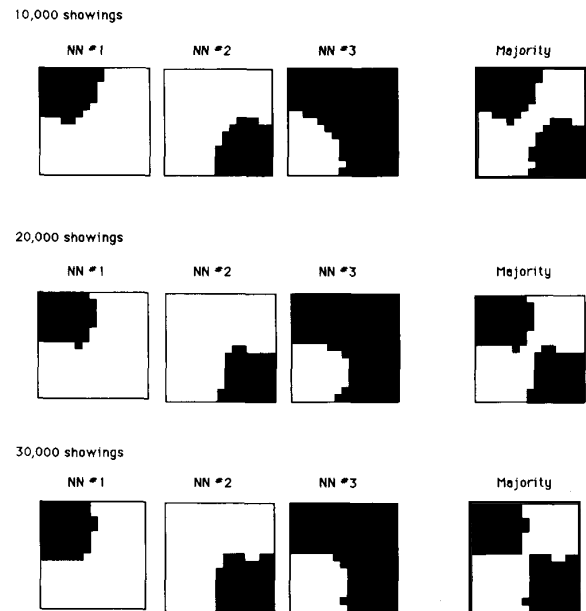 10,000 showings
NN #1 NN #2 NN #3 Majority
20,000 showings
NN #1 NN #2 NN #3 Majority
30,000 showings
NN #1 NN #2 NN #3 Majority